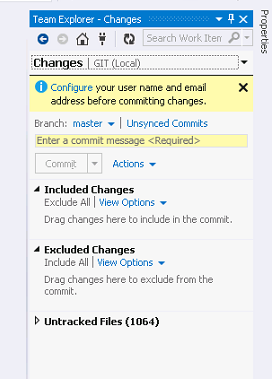 Team Explorer - Changes
Properties
Search Work Item
Changes | GIT (Local)
Configure your user name and email
address before committing changes.
Branch: master | Unsynced Commits
Enter a commit message <Required>
Commit Actions
Included Changes
Exclude All | View Options
Drag changes here to include in the commit.
Excluded Changes
Include All | View Options
Drag changes here to exclude from the
commit.
Untracked Files (1064)